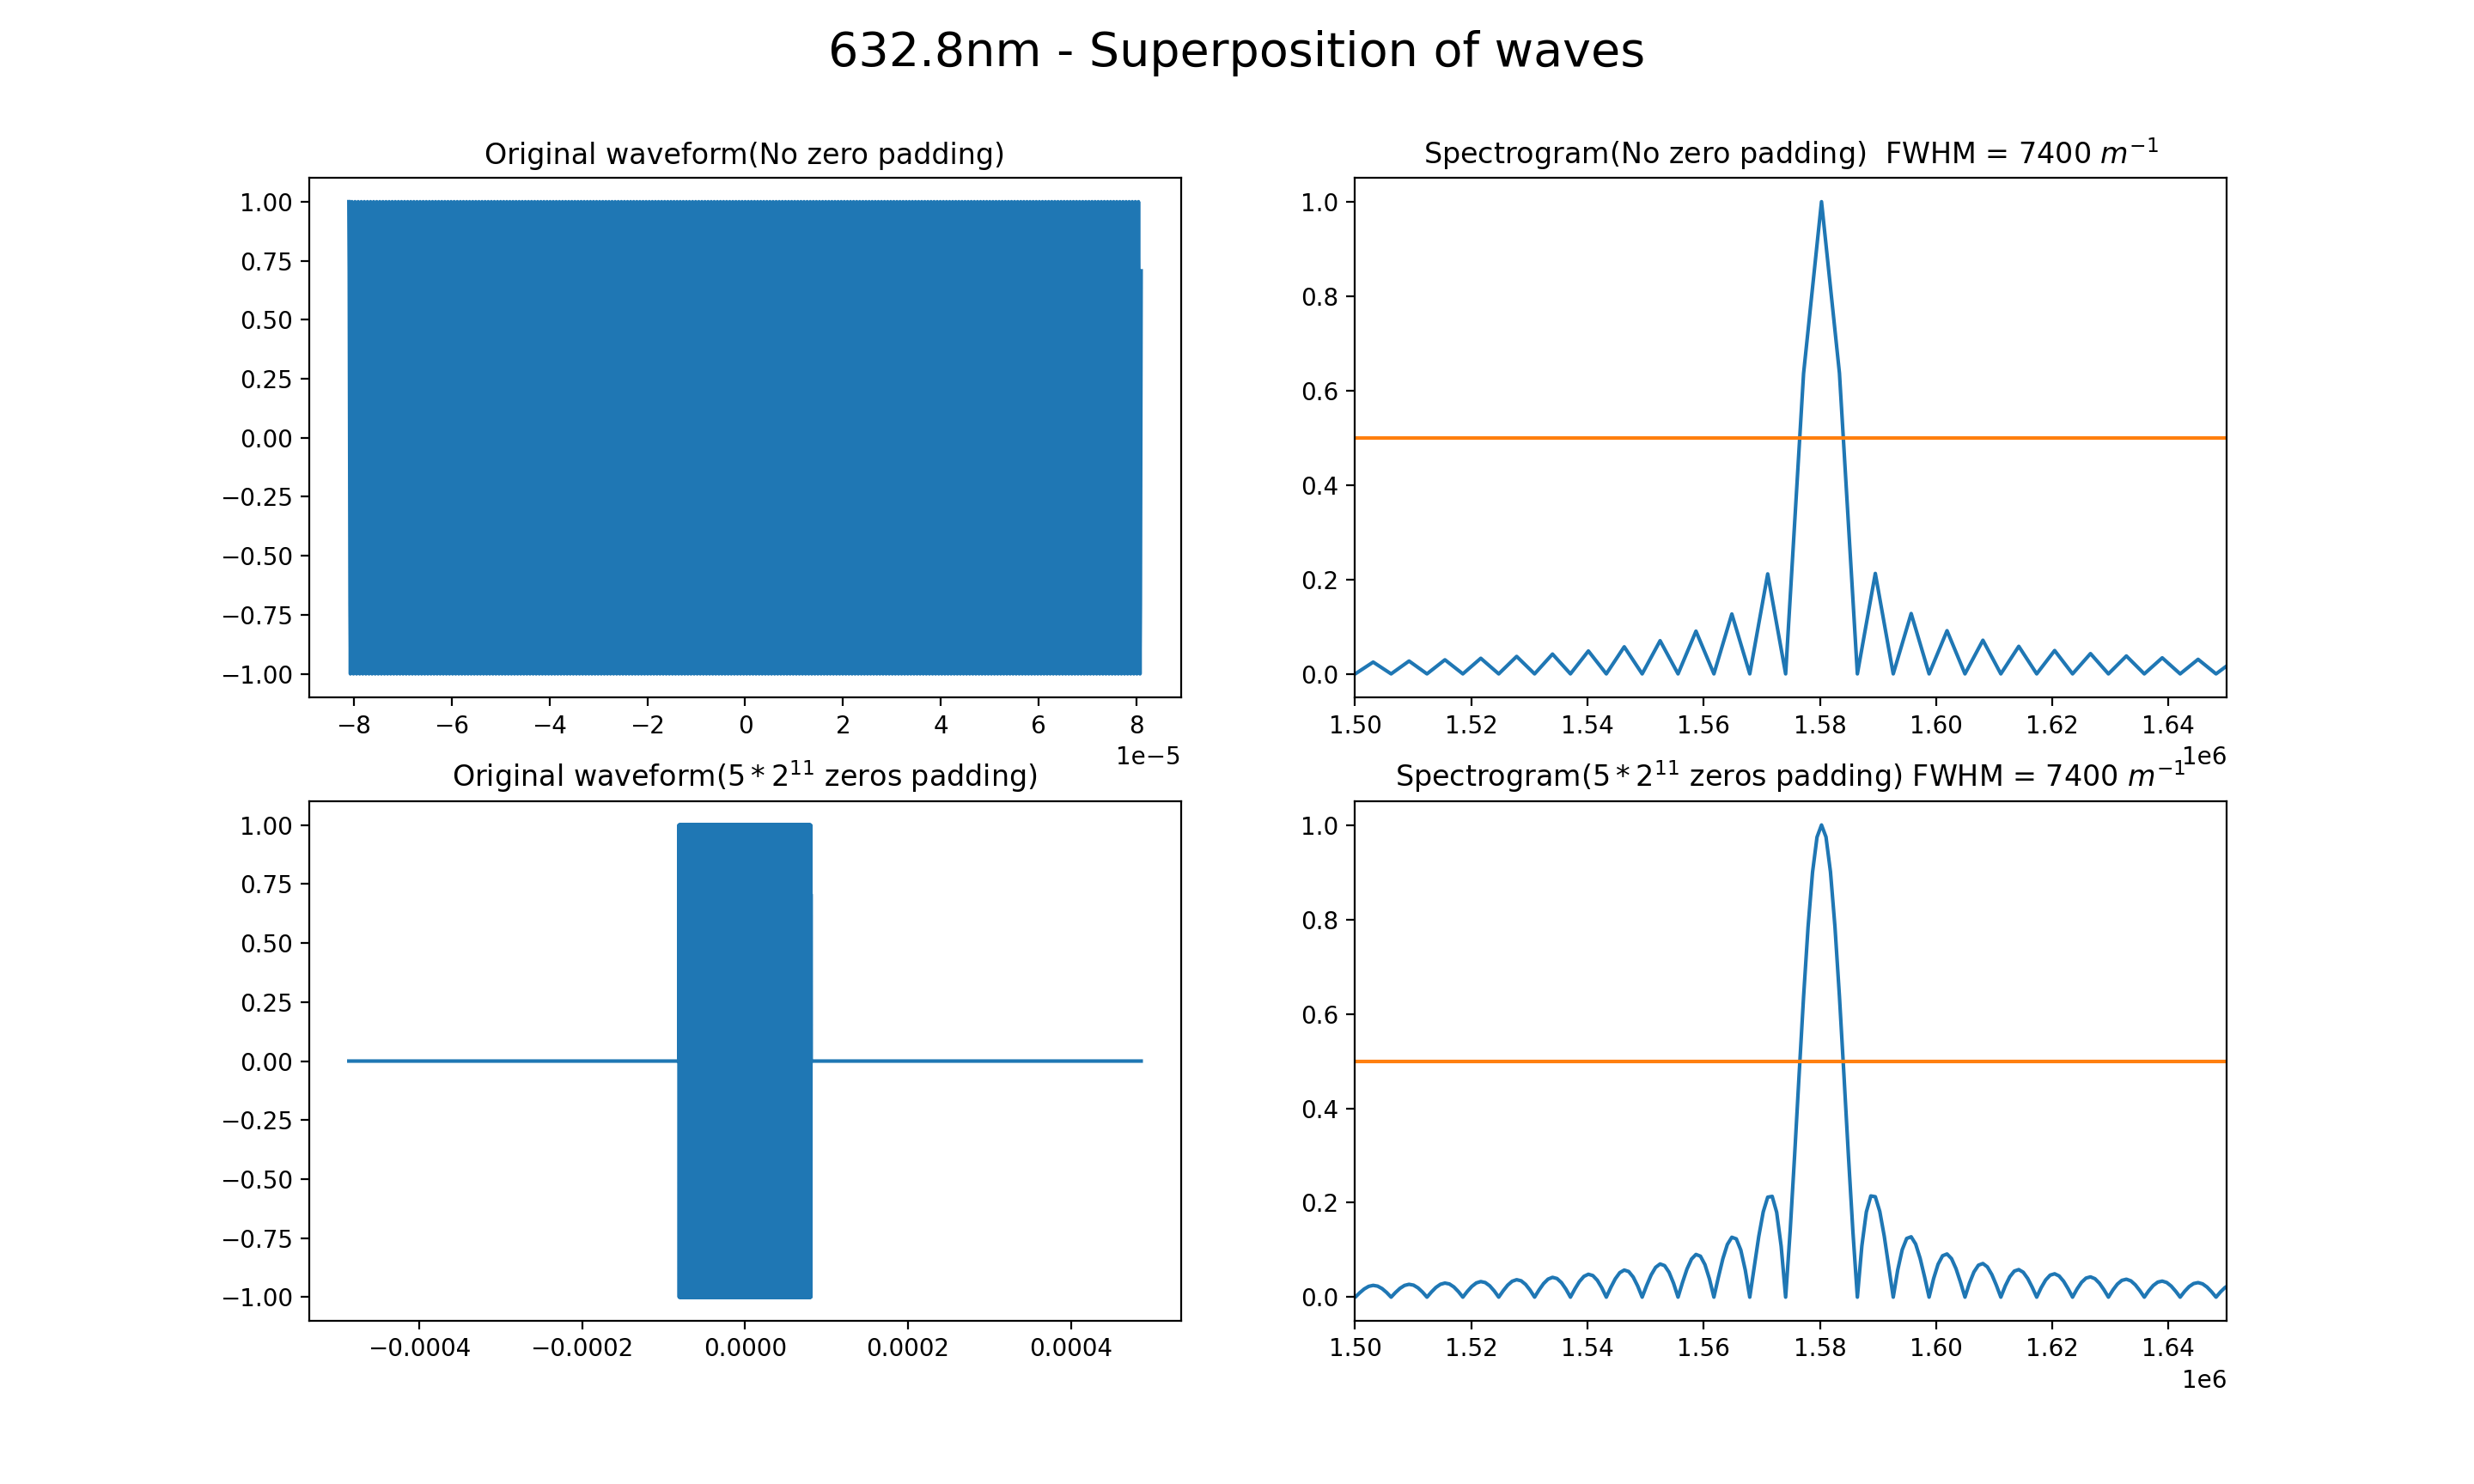 632.8nm - Superposition of waves
Original waveform(No zero padding)
1.00
0.75
0.50
0.25
0.00
−0.25
−0.50
−0.75
−1.00
−8 −6 −4 −2 0 2 4 6 8
1e−5
Spectrogram(No zero padding)  FWHM = 7400 m⁻¹
1.0
0.8
0.6
0.4
0.2
0.0
1.50 1.52 1.54 1.56 1.58 1.60 1.62 1.64
1e6
Original waveform(5 * 2¹¹ zeros padding)
1.00
0.75
0.50
0.25
0.00
−0.25
−0.50
−0.75
−1.00
−0.0004 −0.0002 0.0000 0.0002 0.0004
Spectrogram(5 * 2¹¹ zeros padding) FWHM = 7400 m⁻¹
1.0
0.8
0.6
0.4
0.2
0.0
1.50 1.52 1.54 1.56 1.58 1.60 1.62 1.64
1e6